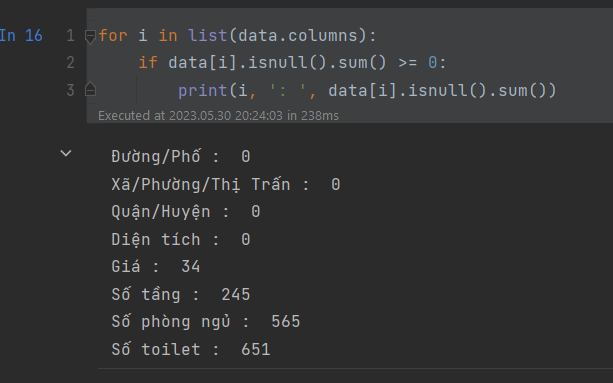 In 16 1 for i in list(data.columns):
2 if data[i].isnull().sum() >= 0:
3 print(i, ': ', data[i].isnull().sum())
Executed at 2023.05.30 20:24:03 in 238ms
Đường/Phố :  0
Xã/Phường/Thị Trấn :  0
Quận/Huyện :  0
Diện tích :  0
Giá :  34
Số tầng :  245
Số phòng ngủ :  565
Số toilet :  651